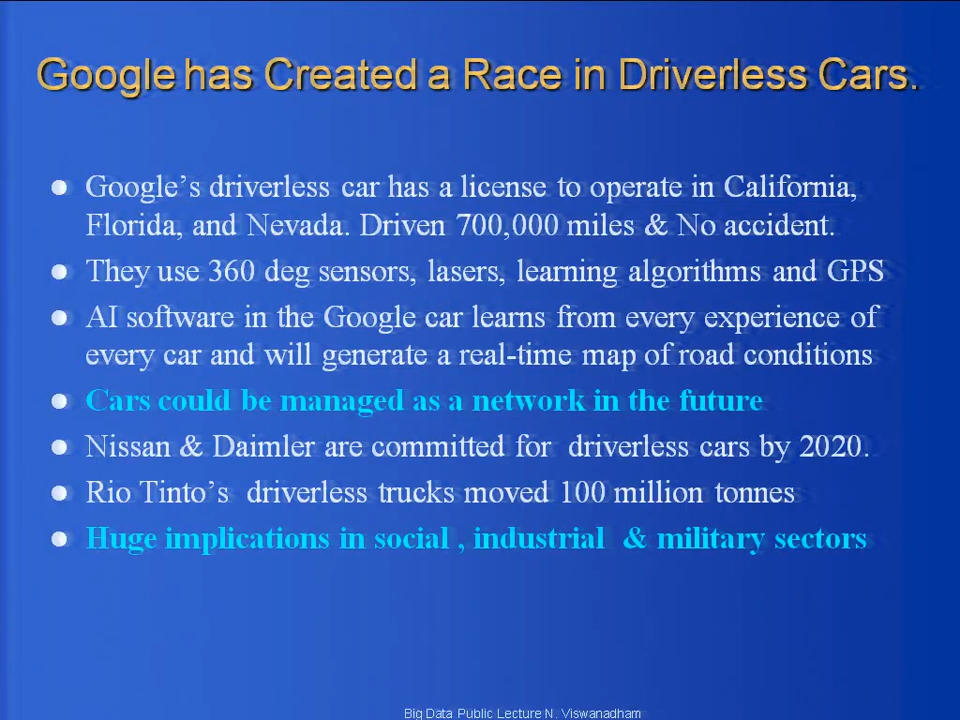 Google has Created a Race in Driverless Cars.
Google's driverless car has a license to operate in California,
Florida, and Nevada. Driven 700,000 miles & No accident.
They use 360 deg sensors, lasers, learning algorithms and GPS
AI software in the Google car learns from every experience of
every car and will generate a real-time map of road conditions
Cars could be managed as a network in the future
Nissan & Daimler are committed for driverless cars by 2020.
Rio Tinto's driverless trucks moved 100 million tonnes
Huge implications in social , industrial & military sectors
Big Data Public Lecture N. Viswanadham